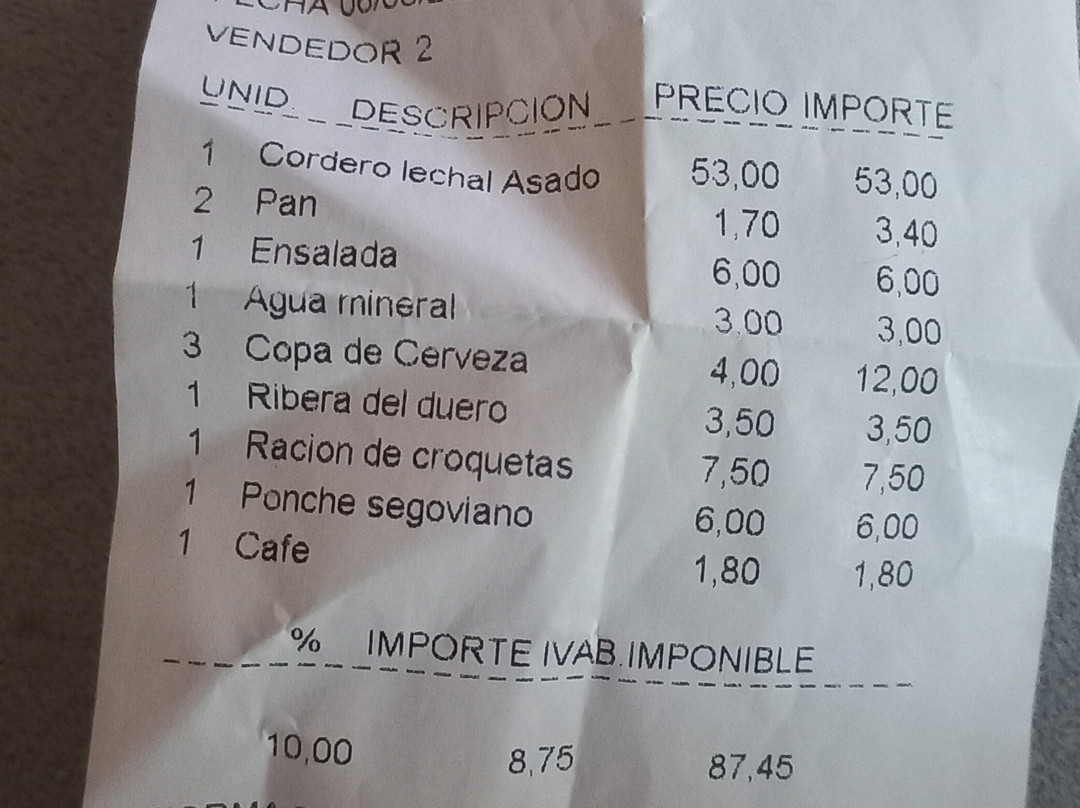 FECHA
VENDEDOR 2
UNID. DESCRIPCION PRECIO IMPORTE
1 Cordero lechal Asado 53,00 53,00
2 Pan 1,70 3,40
1 Ensalada 6,00 6,00
1 Agua mineral 3,00 3,00
3 Copa de Cerveza 4,00 12,00
1 Ribera del duero 3,50 3,50
1 Racion de croquetas 7,50 7,50
1 Ponche segoviano 6,00 6,00
1 Cafe 1,80 1,80
% IMPORTE IVAB.IMPONIBLE
10,00 8,75 87,45